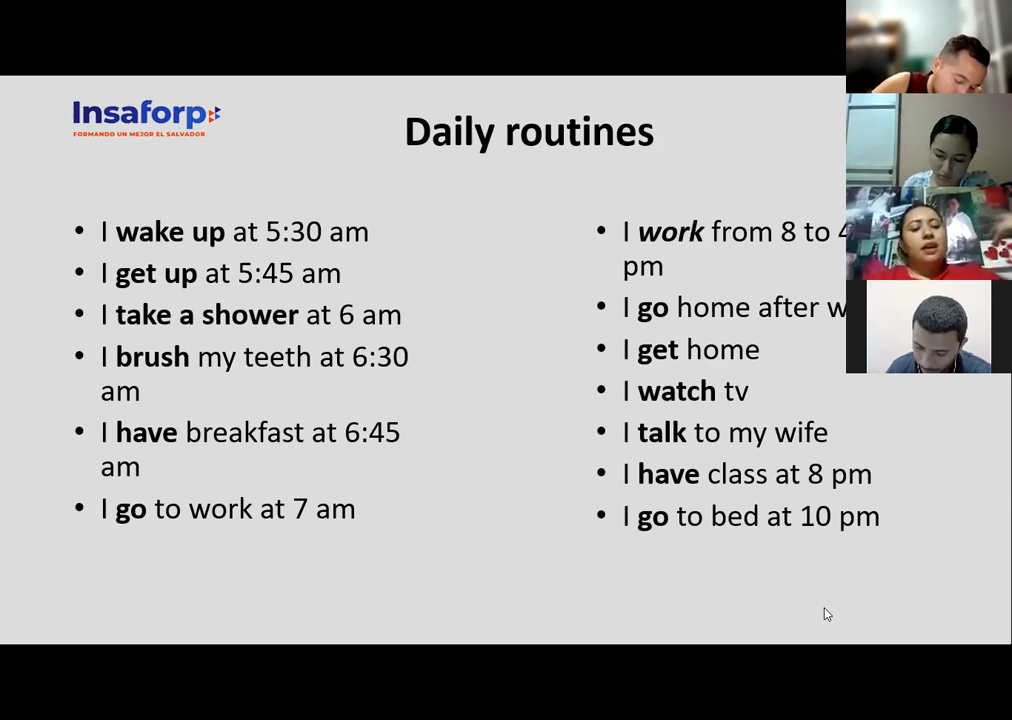 Insaforp
FORMANDO UN MEJOR EL SALVADOR
Daily routines
• I wake up at 5:30 am
• I get up at 5:45 am
• I take a shower at 6 am
• I brush my teeth at 6:30
am
• I have breakfast at 6:45
am
• I go to work at 7 am
• I work from 8 to
pm
• I go home after
• I get home
• I watch tv
• I talk to my wife
• I have class at 8 pm
• I go to bed at 10 pm